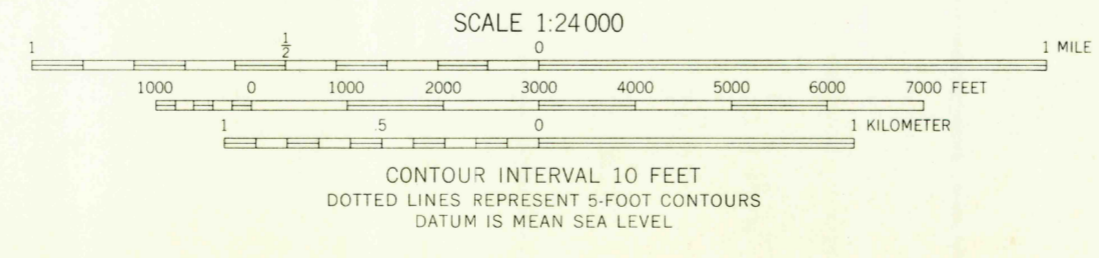 SCALE 1:24 000
1 ½ 0 1 MILE
1000 0 1000 2000 3000 4000 5000 6000 7000 FEET
1 .5 0 1 KILOMETER
CONTOUR INTERVAL 10 FEET
DOTTED LINES REPRESENT 5-FOOT CONTOURS
DATUM IS MEAN SEA LEVEL